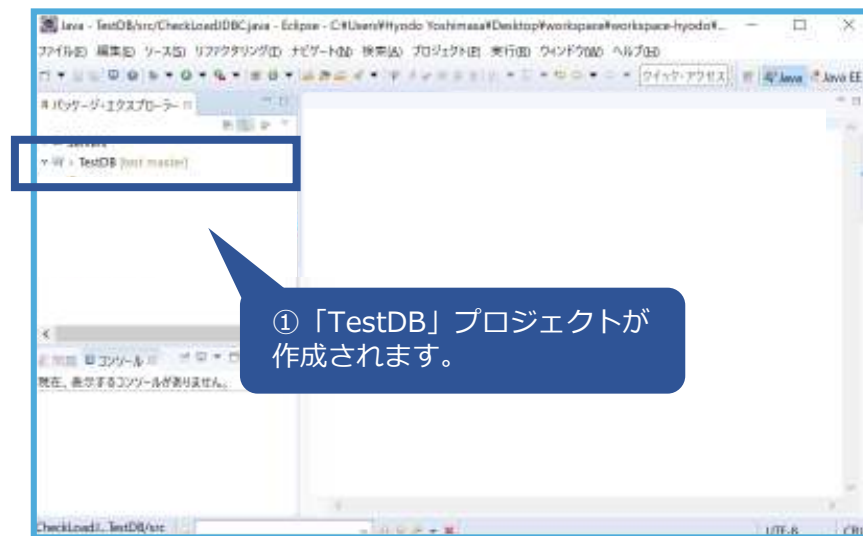 Java - TestDB/src/CheckLoadJDBC.java - Eclipse - C:¥Users¥Hyodo Yoshimasa¥Desktop¥workspace¥workspace-hyodo¥...
ファイル(F) 編集(E) ソース(S) リファクタリング(T) ナビゲート(N) 検索(A) プロジェクト(P) 実行(R) ウィンドウ(W) ヘルプ(H)
クイック・アクセス Java Java EE
パッケージ・エクスプローラー
Servers
TestDB
①「TestDB」プロジェクトが
作成されます。
コンソール
現在、表示するコンソールがありません。
CheckLoadJ... TestDB/src UTF-8